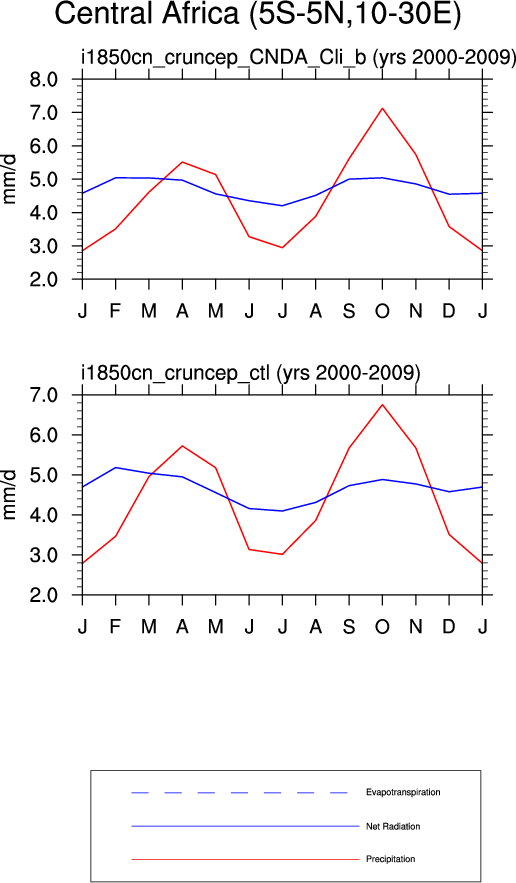 Central Africa (5S-5N,10-30E)
i1850cn_cruncep_CNDA_Cli_b (yrs 2000-2009)
8.0
7.0
6.0
5.0
4.0
3.0
2.0
mm/d
J F M A M J J A S O N D J
i1850cn_cruncep_ctl (yrs 2000-2009)
7.0
6.0
5.0
4.0
3.0
2.0
mm/d
J F M A M J J A S O N D J
Evapotranspiration
Net Radiation
Precipitation